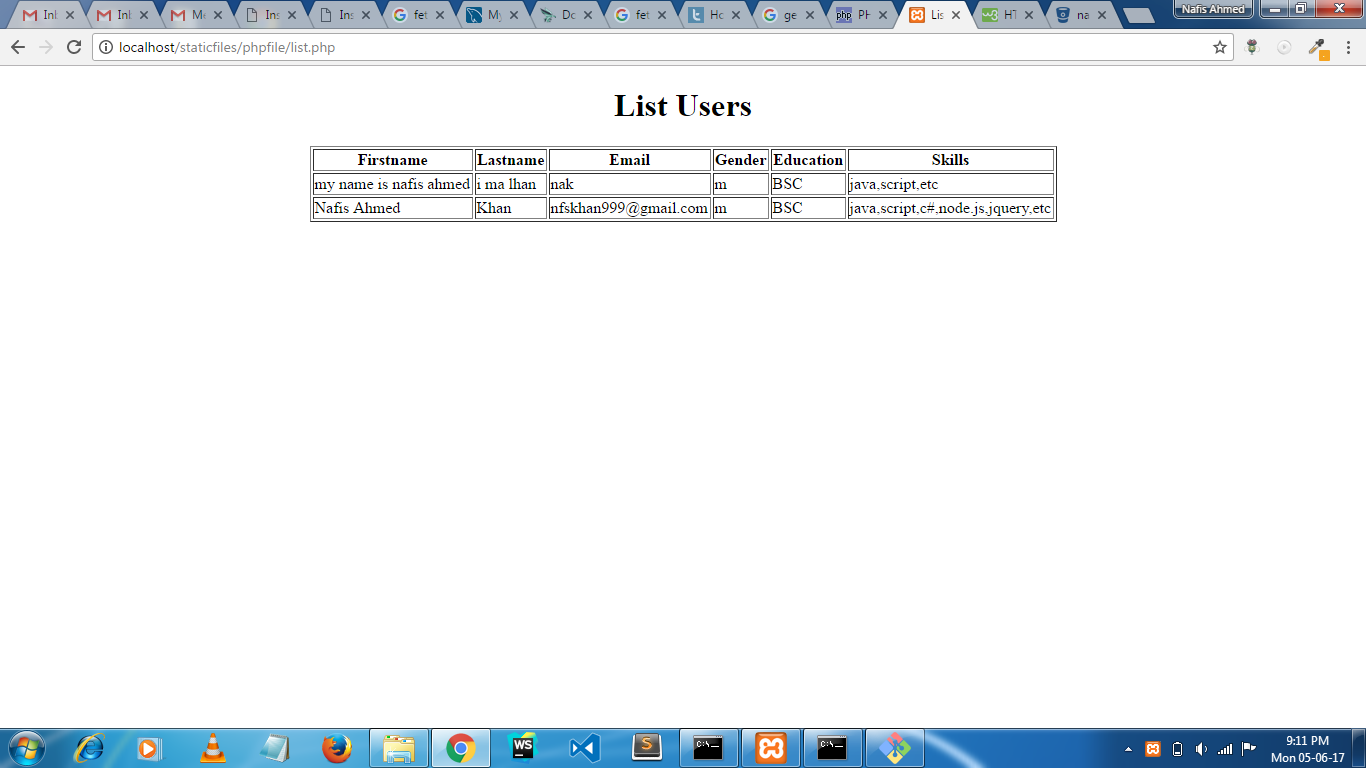 Inl
Inl
Me
Ins
Ins
fet
My
Do
fet
Ho
ge
php PH
Lis
HT
na
Nafis Ahmed
localhost/staticfiles/phpfile/list.php
List Users
Firstname Lastname Email Gender Education Skills
my name is nafis ahmed i ma lhan nak m BSC java,script,etc
Nafis Ahmed Khan nfskhan999@gmail.com m BSC java,script,c#,node.js,jquery,etc
WS
C:\_
C:\_
9:11 PM
Mon 05-06-17